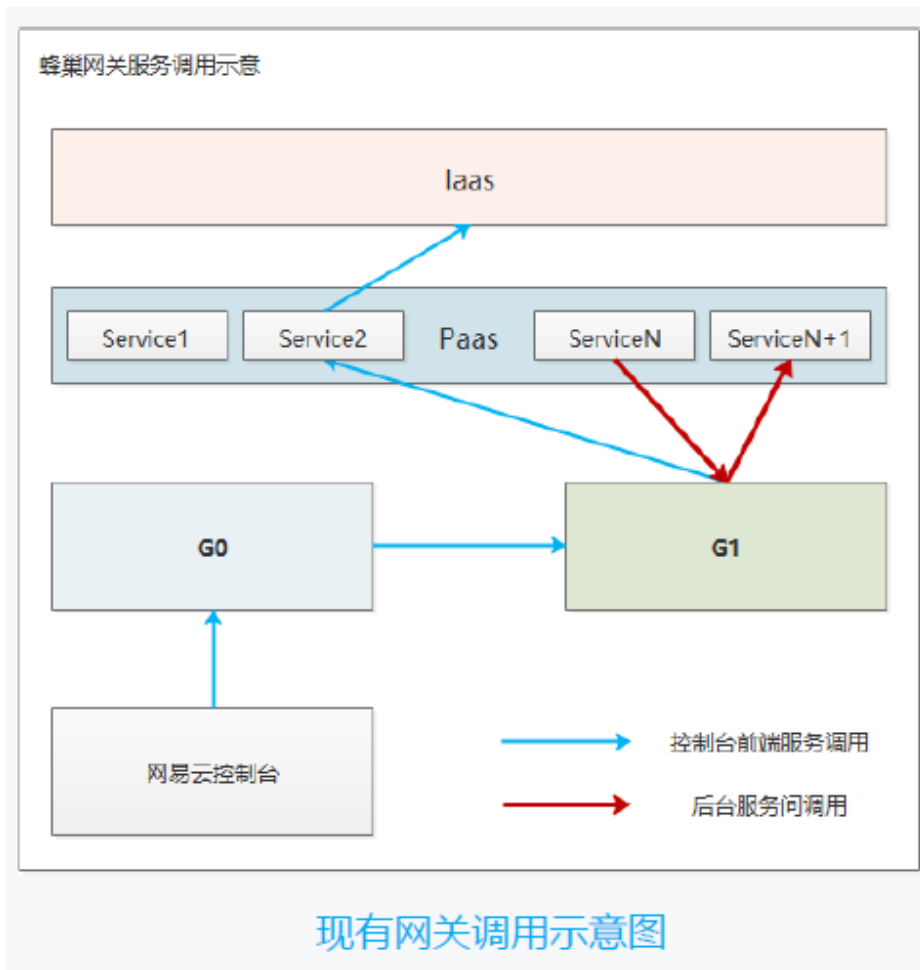 蜂巢网关服务调用示意
Iaas
Service1
Service2
Paas
ServiceN
ServiceN+1
G0
G1
网易云控制台
控制台前端服务调用
后台服务问调用
现有网关调用示意图